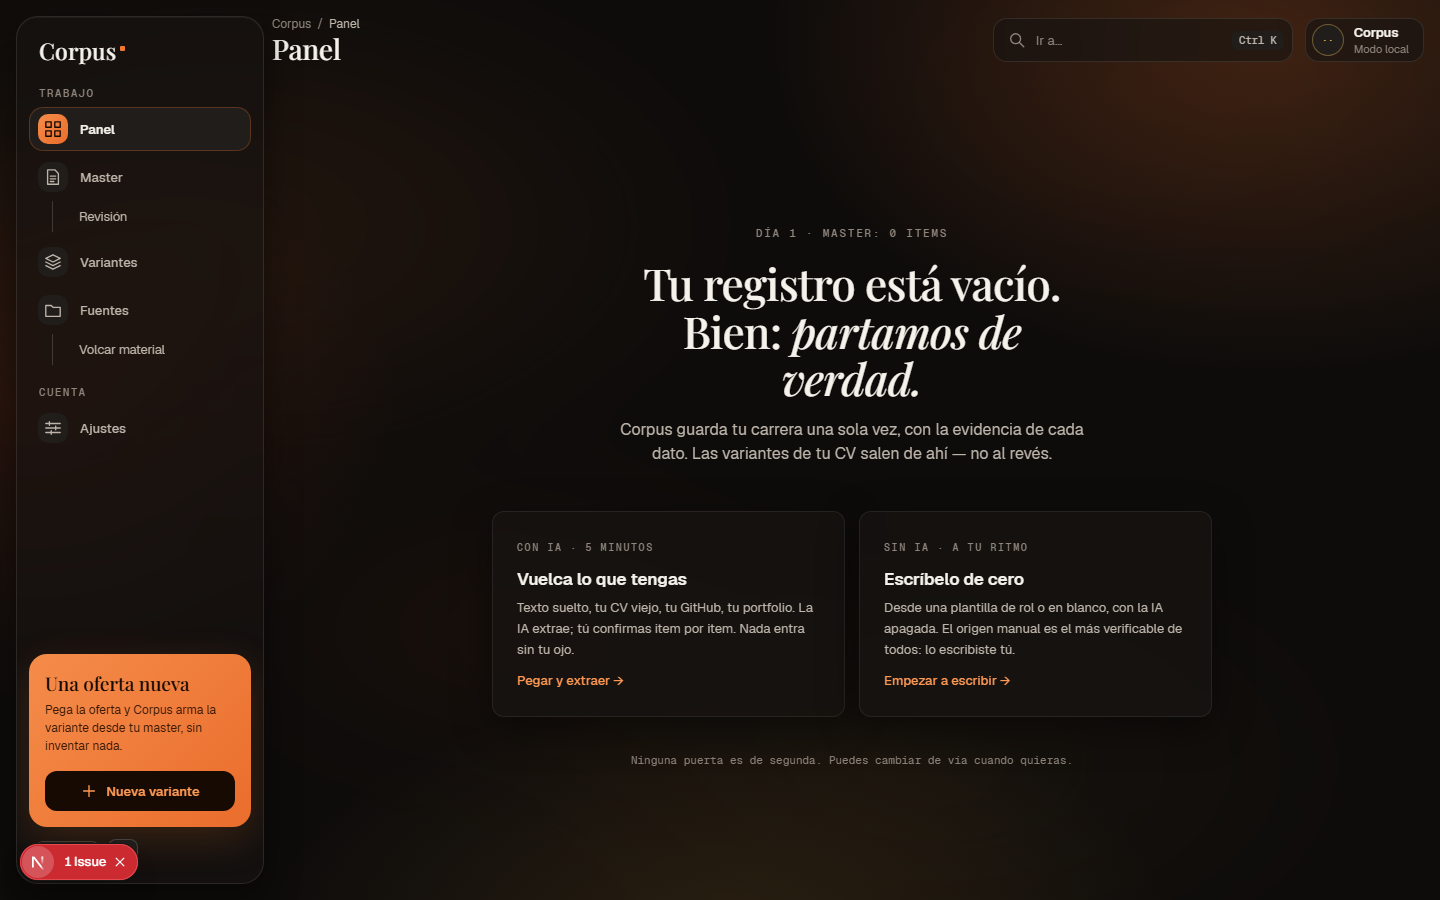 Corpus
TRABAJO
Panel
Master
Revisión
Variantes
Fuentes
Volcar material
CUENTA
Ajustes
Una oferta nueva
Pega la oferta y Corpus arma la
variante desde tu master, sin
inventar nada.
Nueva variante
1 Issue
Corpus / Panel
Panel
Ir a...
Ctrl K
Corpus
Modo local
DÍA 1 · MASTER: 0 ITEMS
Tu registro está vacío.
Bien: partamos de
verdad.
Corpus guarda tu carrera una sola vez, con la evidencia de cada
dato. Las variantes de tu CV salen de ahí — no al revés.
CON IA · 5 MINUTOS
Vuelca lo que tengas
Texto suelto, tu CV viejo, tu GitHub, tu portfolio. La
IA extrae; tú confirmas item por item. Nada entra
sin tu ojo.
Pegar y extraer →
SIN IA · A TU RITMO
Escríbelo de cero
Desde una plantilla de rol o en blanco, con la IA
apagada. El origen manual es el más verificable de
todos: lo escribiste tú.
Empezar a escribir →
Ninguna puerta es de segunda. Puedes cambiar de vía cuando quieras.